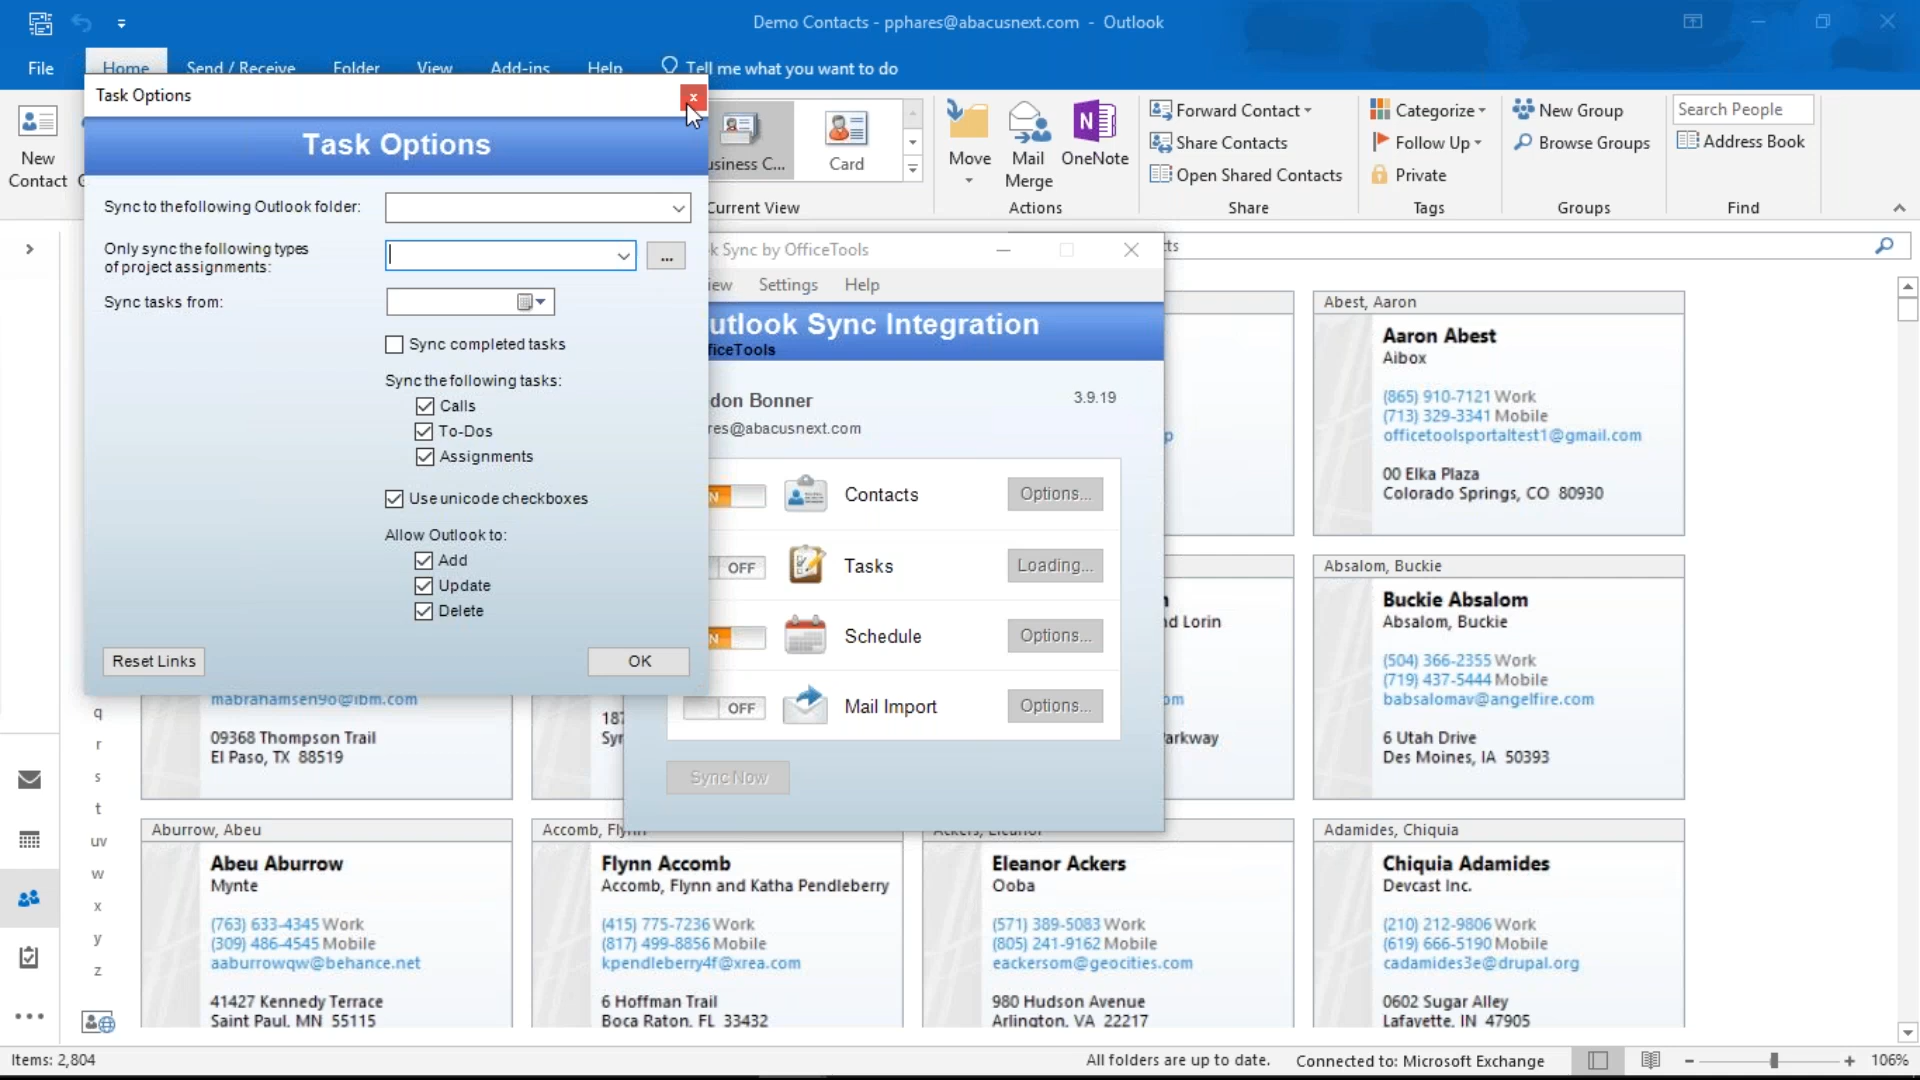 Demo Contacts - pphares@abacusnext.com - Outlook
File Home Send / Receive Folder View Add-ins Help Tell me what you want to do
New
Contact
Business C...
Card
Current View
Move
Mail
Merge
OneNote
Actions
Forward Contact
Share Contacts
Open Shared Contacts
Share
Categorize
Follow Up
Private
Tags
New Group
Browse Groups
Groups
Search People
Address Book
Find
Task Options
x
Task Options
Sync to the following Outlook folder:
Only sync the following types
of project assignments:
...
Sync tasks from:
Sync completed tasks
Sync the following tasks:
Calls
To-Dos
Assignments
Use unicode checkboxes
Allow Outlook to:
Add
Update
Delete
Reset Links
OK
k Sync by OfficeTools
iew Settings Help
utlook Sync Integration
ficeTools
don Bonner
3.9.19
res@abacusnext.com
N Contacts Options...
OFF Tasks Loading...
N Schedule Options...
OFF Mail Import Options...
Sync Now
cts
Abest, Aaron
Aaron Abest
Aibox
(865) 910-7121 Work
(713) 329-3341 Mobile
officetoolsportaltest1@gmail.com
00 Elka Plaza
Colorado Springs, CO 80930
nd Lorin
om
arkway
Absalom, Buckie
Buckie Absalom
Absalom, Buckie
(504) 366-2355 Work
(719) 437-5444 Mobile
babsalomav@angelfire.com
6 Utah Drive
Des Moines, IA 50393
mabrahamsen9o@ibm.com
09368 Thompson Trail
El Paso, TX 88519
187
Syr
q
r
s
t
uv
w
x
y
z
Aburrow, Abeu
Abeu Aburrow
Mynte
(763) 633-4345 Work
(309) 486-4545 Mobile
aaburrowqw@behance.net
41427 Kennedy Terrace
Saint Paul, MN 55115
Accomb, Flynn
Flynn Accomb
Accomb, Flynn and Katha Pendleberry
(415) 775-7236 Work
(817) 499-8856 Mobile
kpendleberry4f@xrea.com
6 Hoffman Trail
Boca Raton, FL 33432
Ackers, Eleanor
Eleanor Ackers
Ooba
(571) 389-5083 Work
(805) 241-9162 Mobile
eackersom@geocities.com
980 Hudson Avenue
Arlington, VA 22217
Adamides, Chiquia
Chiquia Adamides
Devcast Inc.
(210) 212-9806 Work
(619) 666-5190 Mobile
cadamides3e@drupal.org
0602 Sugar Alley
Lafayette, IN 47905
Items: 2,804
All folders are up to date. Connected to: Microsoft Exchange
106%